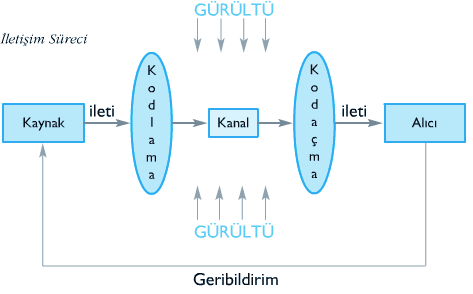 GÜRÜLTÜ
İletişim Süreci
Kaynak
ileti
Kodlama
Kanal
Kodaçma
ileti
Alıcı
GÜRÜLTÜ
Geribildirim